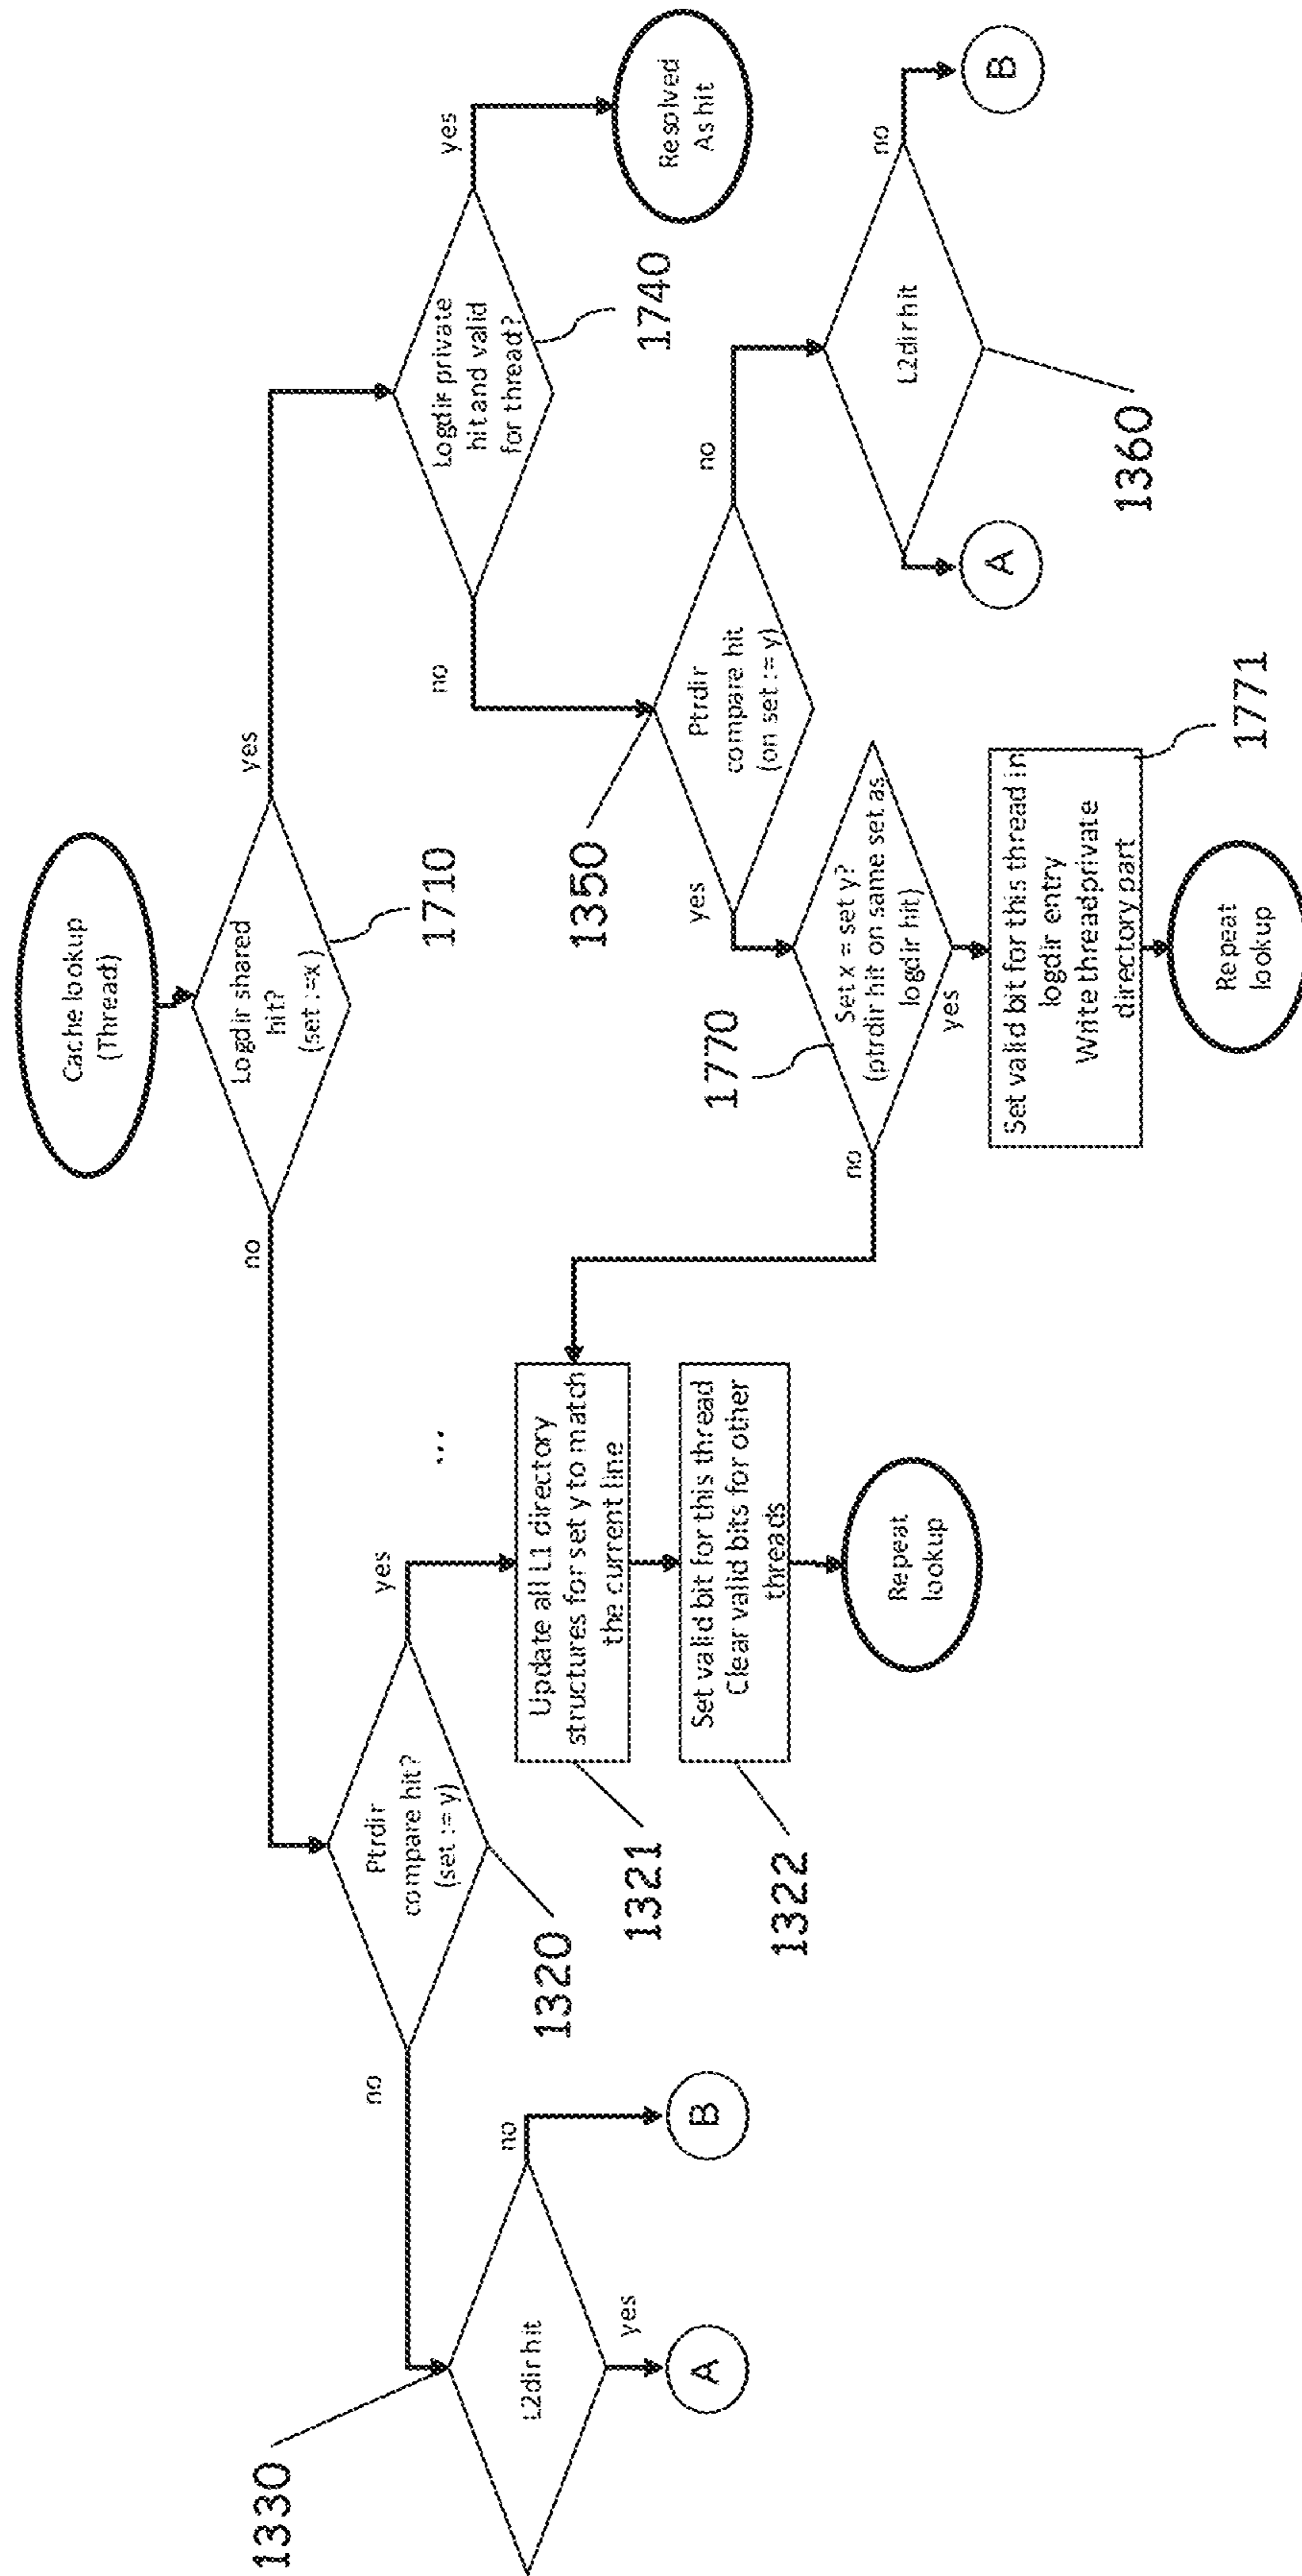 Cache lookup
(Thread)
Logdir shared
hit?
(set :=x)
1710
no
yes
Logdir private
hit and valid
for thread?
1740
no
yes
Resolved
As hit
Ptrdir
compare hit?
(set := y)
1320
no
yes
L2dir hit
1330
yes
no
A
B
Update all L1 directory
structures for set y to match
the current line
1321
Set valid bit for this thread
Clear valid bits for other
threads
1322
Repeat
lookup
...
Ptrdir
compare hit
(on set := y)
1350
yes
no
Set x = set y?
(ptrdir hit on same set as
logdir hit)
1770
no
yes
Set valid bit for this thread in
logdir entry
Write threadprivate
directory part
1771
Repeat
lookup
L2dir hit
1360
no
A
B